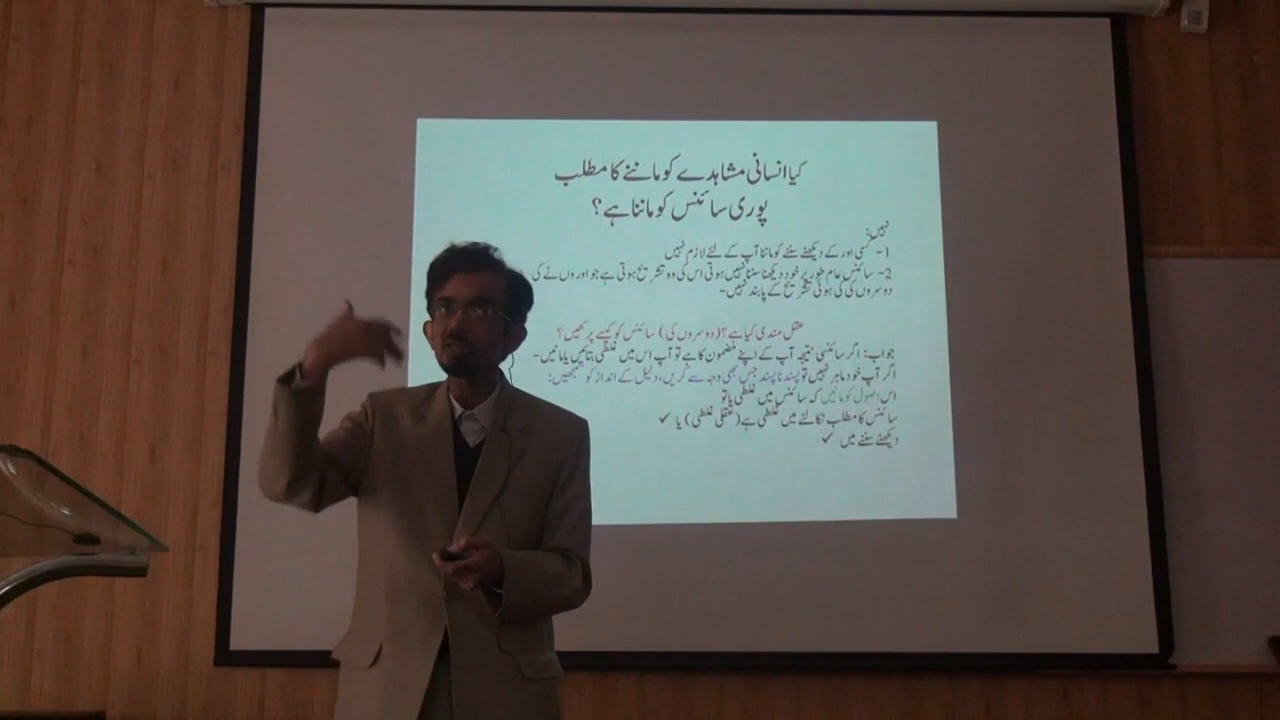 کیا انسانی مشاہدے کو ماننے کا مطلب
پوری سائنس کو ماننا ہے؟
نہیں:
1- کسی اور کے دیکھنے سننے کو ماننا آپ کے لئے لازم نہیں
2- سائنس عام طور پر خود دیکھنا سننا نہیں ہوتی اس کی وہ تشریح ہوتی ہے جو اوروں نے کی
دوسروں کی کی ہوئی تشریح کے پابند نہیں-
عقل مندی کیا ہے؟ (دوسروں کی) سائنس کو کیسے پرکھیں؟
جواب: اگر سائنسی نتیجہ آپ کے اپنے مضمون کا ہے تو آپ اس میں غلطی بتائیں یا مانیں-
اگر آپ خود ماہر نہیں تو پسند نا پسند جس بھی وجہ سے کریں، دلیل کے انداز کو سمجھیں:
اس اصول کو مانیں کہ سائنس میں غلطی یا تو
سائنس کا مطلب نکالنے میں غلطی ہے (عقلی غلطی) یا ✓
دیکھنے سننے میں ✓